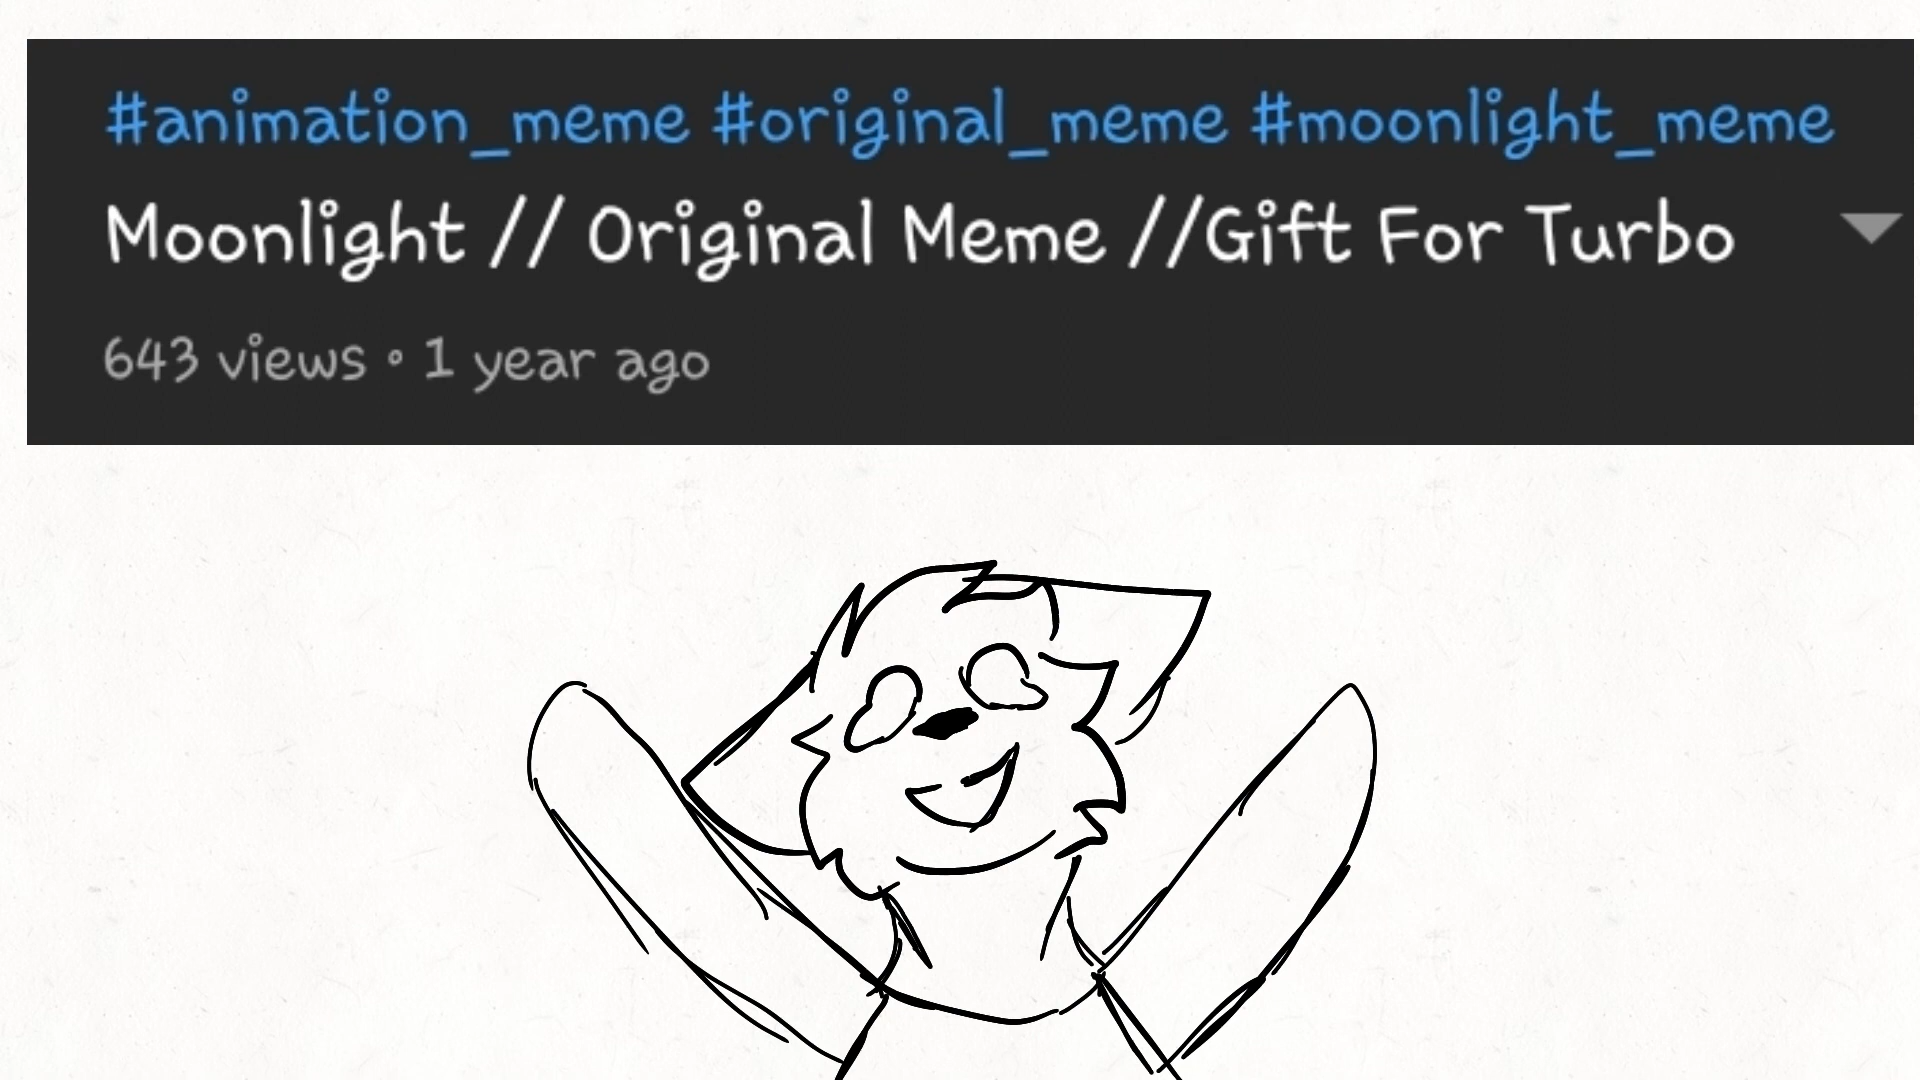 #animation_meme #original_meme #moonlight_meme
Moonlight // Original Meme //Gift For Turbo
643 views • 1 year ago